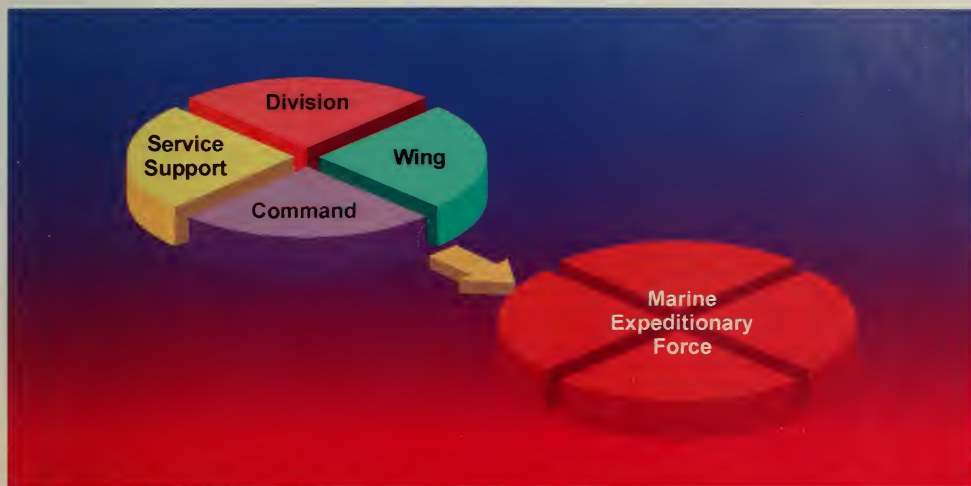 Division
Service
Support
Wing
Command
Marine
Expeditionary
Force